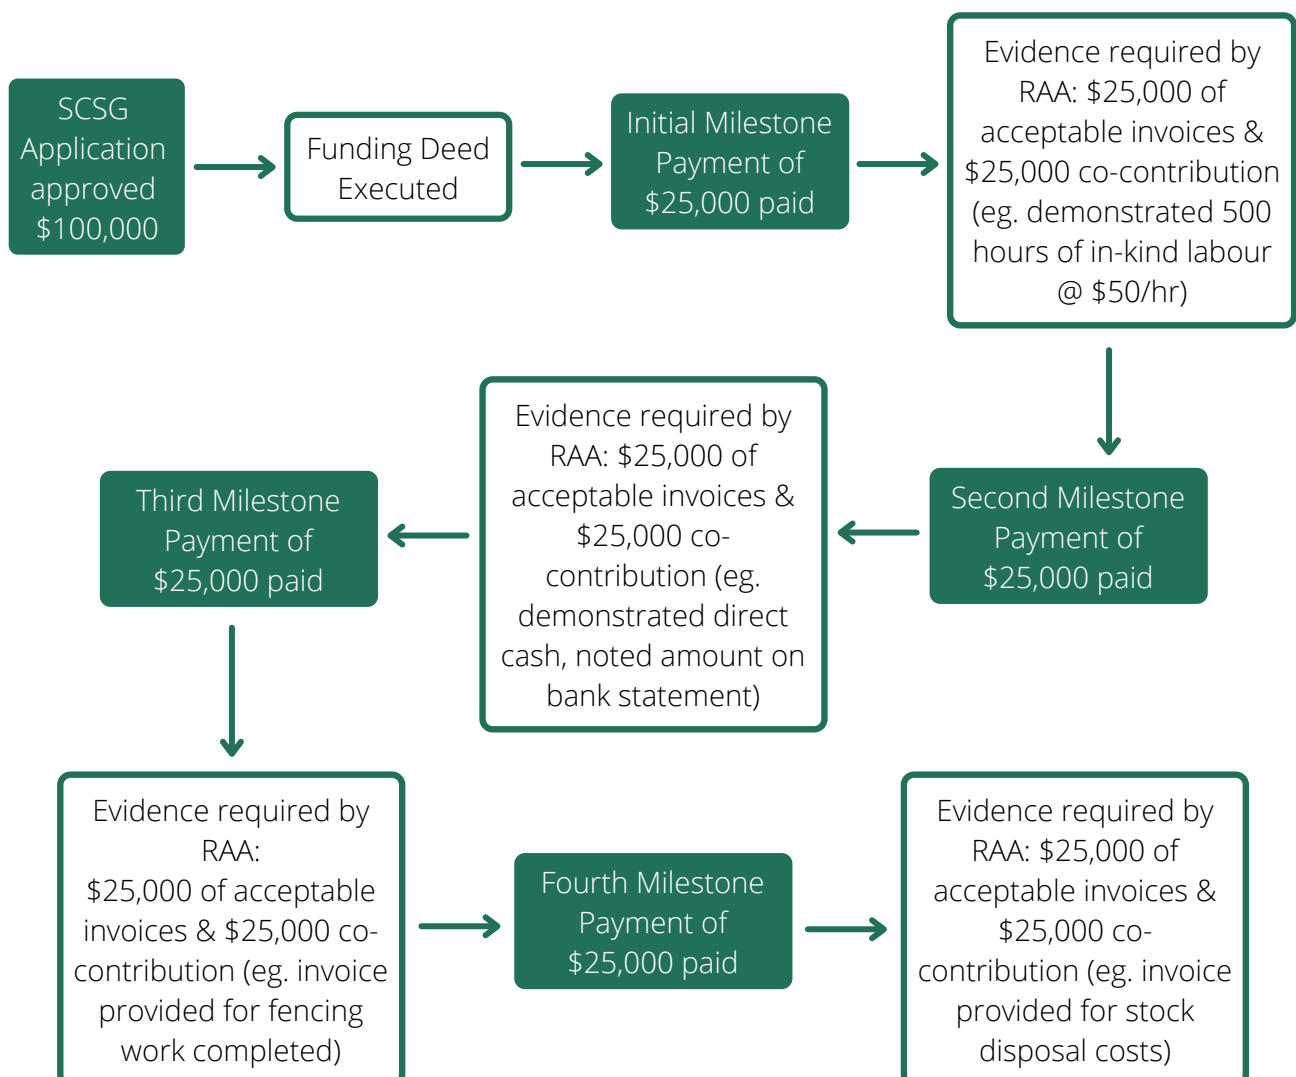 SCSG
Application
approved
$100,000
Funding Deed
Executed
Initial Milestone
Payment of
$25,000 paid
Evidence required by
RAA: $25,000 of
acceptable invoices &
$25,000 co-contribution
(eg. demonstrated 500
hours of in-kind labour
@ $50/hr)
Second Milestone
Payment of
$25,000 paid
Evidence required by
RAA: $25,000 of
acceptable invoices &
$25,000 co-
contribution (eg.
demonstrated direct
cash, noted amount on
bank statement)
Third Milestone
Payment of
$25,000 paid
Evidence required by
RAA:
$25,000 of acceptable
invoices & $25,000 co-
contribution (eg. invoice
provided for fencing
work completed)
Fourth Milestone
Payment of
$25,000 paid
Evidence required by
RAA: $25,000 of
acceptable invoices &
$25,000 co-
contribution (eg. invoice
provided for stock
disposal costs)